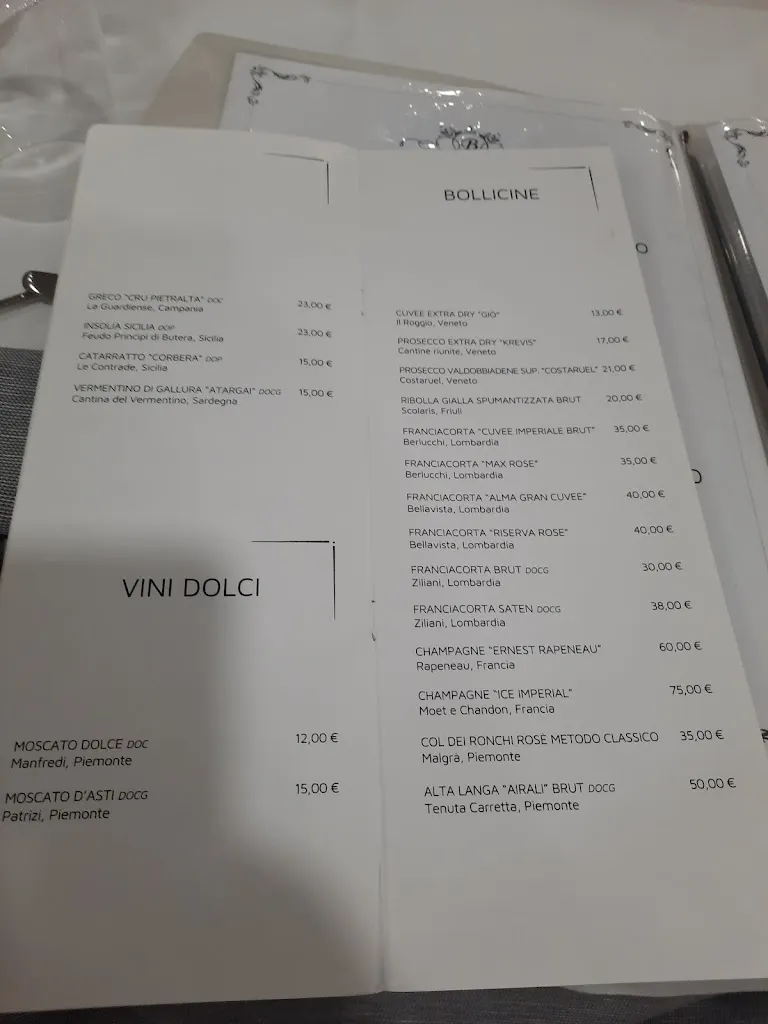 GRECO "CRU PIETRALTA" DOC 23,00 €
La Guardiense, Campania
INSOLIA SICILIA DOP 23,00 €
Feudo Principi di Butera, Sicilia
CATARRATTO "CORBERA" DOP 15,00 €
Le Contrade, Sicilia
VERMENTINO DI GALLURA "ATARGAI" DOCG 15,00 €
Cantina del Vermentino, Sardegna
VINI DOLCI
MOSCATO DOLCE DOC 12,00 €
Manfredi, Piemonte
MOSCATO D'ASTI DOCG 15,00 €
Patrizi, Piemonte
BOLLICINE
CUVEE EXTRA DRY "GIÒ" 13,00 €
Il Roggio, Veneto
PROSECCO EXTRA DRY "KREVIS" 17,00 €
Cantine riunite, Veneto
PROSECCO VALDOBBIADENE SUP. "COSTARUEL" 21,00 €
Costaruel, Veneto
RIBOLLA GIALLA SPUMANTIZZATA BRUT 20,00 €
Scolaris, Friuli
FRANCIACORTA "CUVEE IMPERIALE BRUT" 35,00 €
Berlucchi, Lombardia
FRANCIACORTA "MAX ROSE" 35,00 €
Berlucchi, Lombardia
FRANCIACORTA "ALMA GRAN CUVEE" 40,00 €
Bellavista, Lombardia
FRANCIACORTA "RISERVA ROSE" 40,00 €
Bellavista, Lombardia
FRANCIACORTA BRUT DOCG 30,00 €
Ziliani, Lombardia
FRANCIACORTA SATEN DOCG 38,00 €
Ziliani, Lombardia
CHAMPAGNE "ERNEST RAPENEAU" 60,00 €
Rapeneau, Francia
CHAMPAGNE "ICE IMPERIAL" 75,00 €
Moet e Chandon, Francia
COL DEI RONCHI ROSÈ METODO CLASSICO 35,00 €
Malgrà, Piemonte
ALTA LANGA "AIRALI" BRUT DOCG 50,00 €
Tenuta Carretta, Piemonte